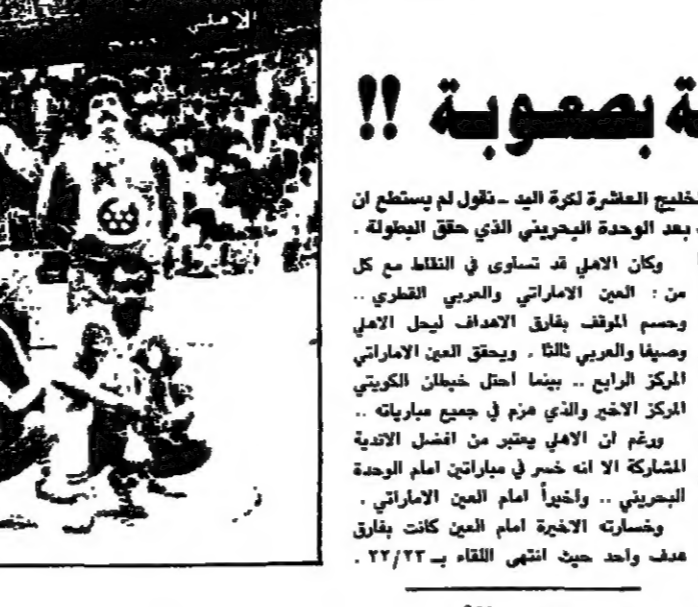 الاهلي
ة بصعوبة !!
خليج العاشرة لكرة اليد - نقول لم يستطع ان
بعد الوحدة البحريني الذي حقق البطولة .
وكان الاهلي قد تساوى في النقاط مع كل
من : العين الاماراتي والعربي القطري ..
وحسم الموقف بفارق الاهداف ليحل الاهلي
وصيفا والعربي ثالثا . ويحقق العين الاماراتي
المركز الرابع .. بينما احتل خيطان الكويتي
المركز الاخير والذي هزم في جميع مبارياته ..
ورغم ان الاهلي يعتبر من افضل الاندية
المشاركة الا انه خسر في مباراتين امام الوحدة
البحريني .. واخيراً امام العين الاماراتي .
وخسارته الاخيرة امام العين كانت بفارق
هدف واحد حيث انتهى اللقاء بـ ٢٢/٢٣ .